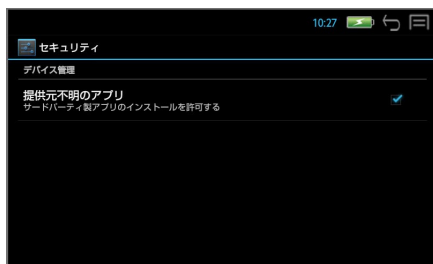 10:27
セキュリティ
デバイス管理
提供元不明のアプリ
サードパーティ製アプリのインストールを許可する